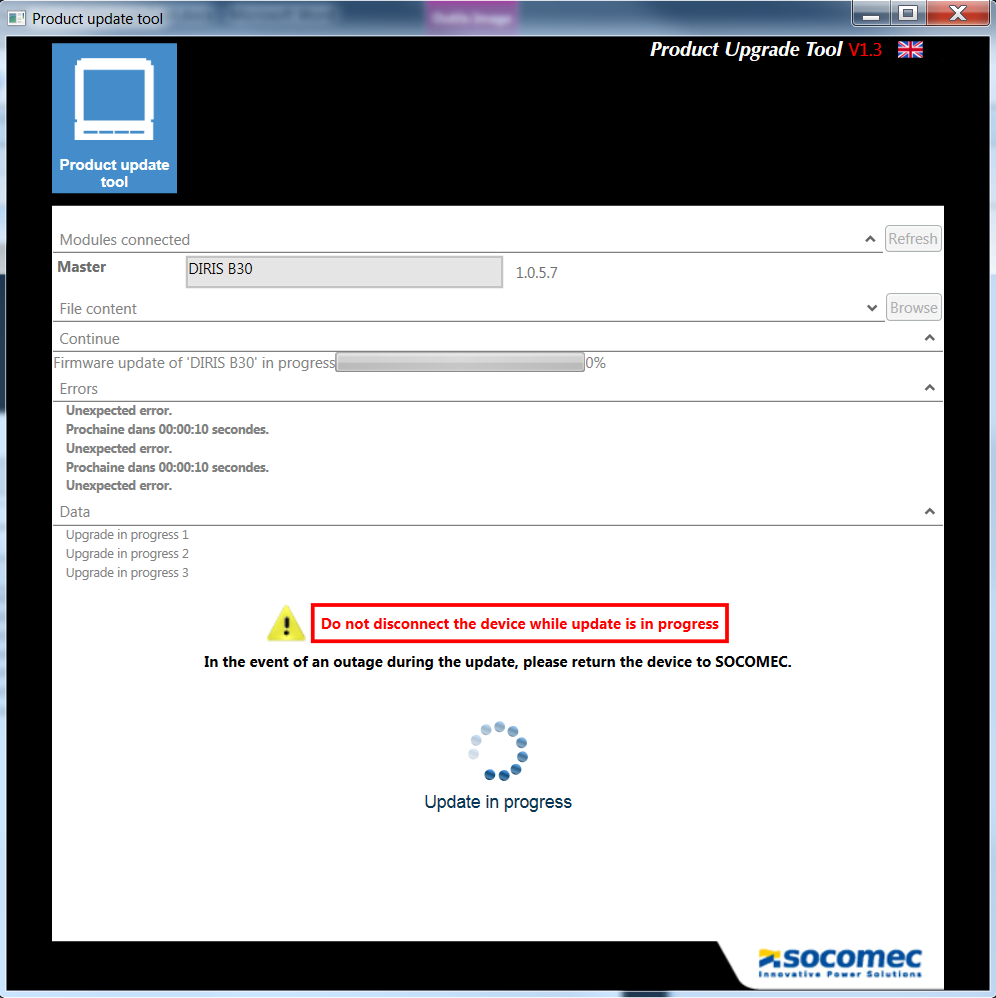 Product update tool
Product Upgrade Tool V1.3
Product update
tool
Modules connected
Refresh
Master
DIRIS B30
1.0.5.7
File content
Browse
Continue
Firmware update of 'DIRIS B30' in progress
0%
Errors
Unexpected error.
Prochaine dans 00:00:10 secondes.
Unexpected error.
Prochaine dans 00:00:10 secondes.
Unexpected error.
Data
Upgrade in progress 1
Upgrade in progress 2
Upgrade in progress 3
Do not disconnect the device while update is in progress
In the event of an outage during the update, please return the device to SOCOMEC.
Update in progress
socomec
Innovative Power Solutions